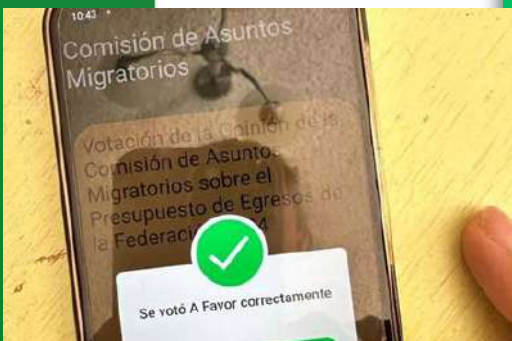 10:43
Comisión de Asuntos
Migratorios
Votación de la Opinión de la
Comisión de Asuntos
Migratorios sobre el
Presupuesto de Egresos de
la Federación
Se votó A Favor correctamente